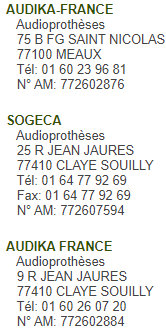 AUDIKA-FRANCE
Audioprothèses
75 B FG SAINT NICOLAS
77100 MEAUX
Tél: 01 60 23 96 81
N° AM: 772602876
SOGECA
Audioprothèses
25 R JEAN JAURES
77410 CLAYE SOUILLY
Tél: 01 64 77 92 69
Fax: 01 64 77 92 69
N° AM: 772607594
AUDIKA FRANCE
Audioprothèses
9 R JEAN JAURES
77410 CLAYE SOUILLY
Tél: 01 60 26 07 20
N° AM: 772602884